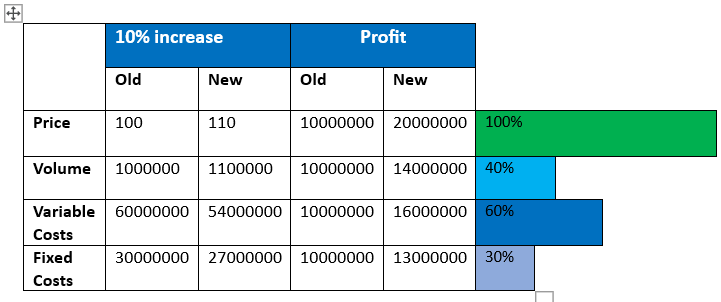 10% increase Profit
Old New Old New
Price 100 110 10000000 20000000 100%
Volume 1000000 1100000 10000000 14000000 40%
Variable Costs 60000000 54000000 10000000 16000000 60%
Fixed Costs 30000000 27000000 10000000 13000000 30%